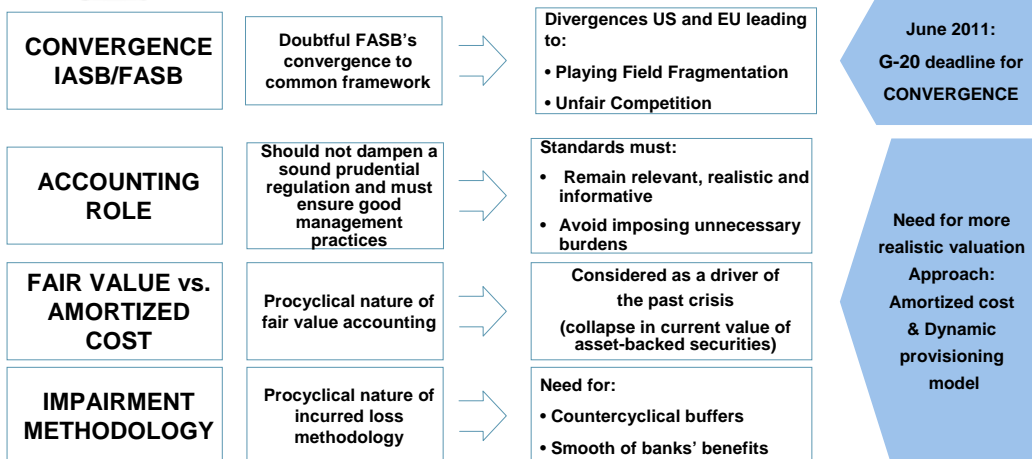 CONVERGENCE
IASB/FASB
Doubtful FASB's
convergence to
common framework
Divergences US and EU leading
to:
• Playing Field Fragmentation
• Unfair Competition
June 2011:
G-20 deadline for
CONVERGENCE
ACCOUNTING
ROLE
Should not dampen a
sound prudential
regulation and must
ensure good
management
practices
Standards must:
• Remain relevant, realistic and
informative
• Avoid imposing unnecessary
burdens
FAIR VALUE vs.
AMORTIZED
COST
Procyclical nature of
fair value accounting
Considered as a driver of
the past crisis
(collapse in current value of
asset-backed securities)
IMPAIRMENT
METHODOLOGY
Procyclical nature of
incurred loss
methodology
Need for:
• Countercyclical buffers
• Smooth of banks' benefits
Need for more
realistic valuation
Approach:
Amortized cost
& Dynamic
provisioning
model